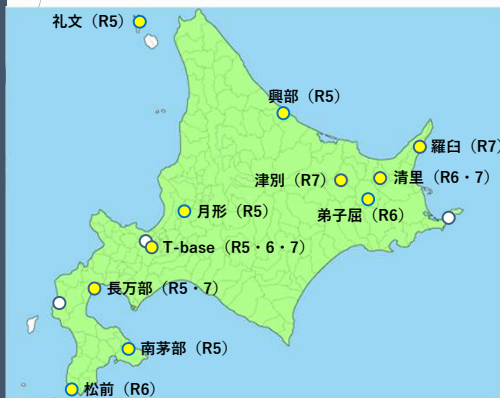 礼文（R5）
興部（R5）
羅臼（R7）
津別（R7）
清里（R6・7）
弟子屈（R6）
月形（R5）
T-base（R5・6・7）
長万部（R5・7）
南茅部（R5）
松前（R6）